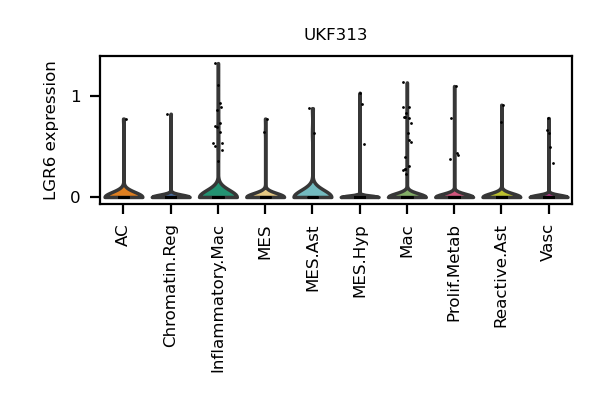 UKF313
LGR6 expression
1
0
AC
Chromatin.Reg
Inflammatory.Mac
MES
MES.Ast
MES.Hyp
Mac
Prolif.Metab
Reactive.Ast
Vasc